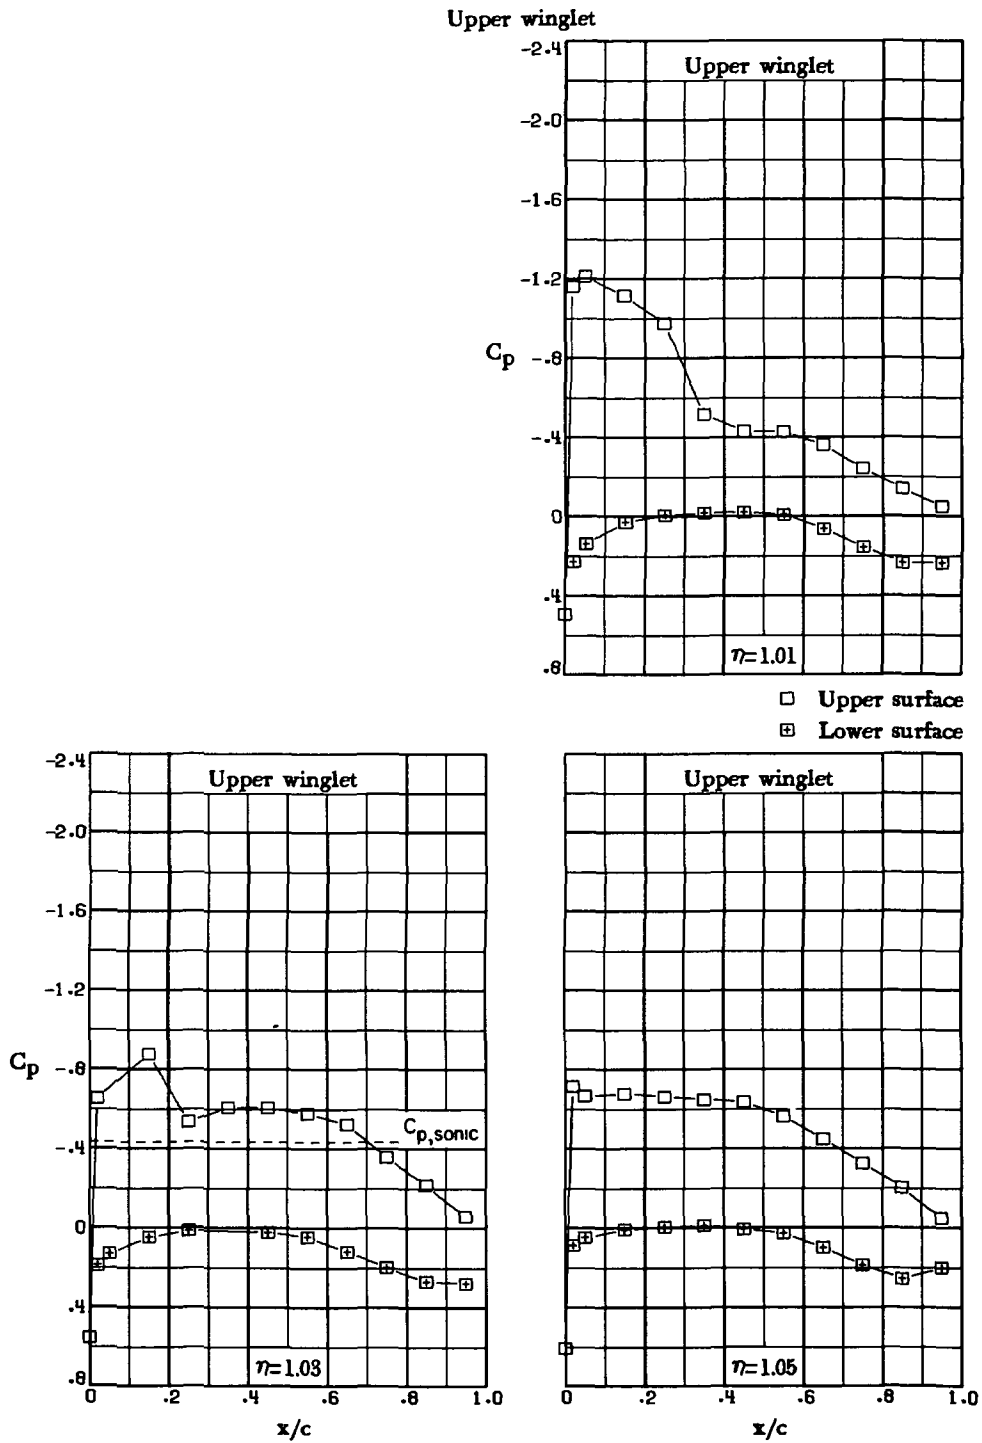 Upper winglet
Upper winglet
-2.4
-2.0
-1.6
-1.2
Cp
-.8
-.4
0
.4
.8
η=1.01
Upper surface
Lower surface
Upper winglet
-2.4
-2.0
-1.6
-1.2
Cp
-.8
Cp,sonic
-.4
0
.4
.8
η=1.03
0 .2 .4 .6 .8 1.0
x/c
Upper winglet
η=1.05
0 .2 .4 .6 .8 1.0
x/c